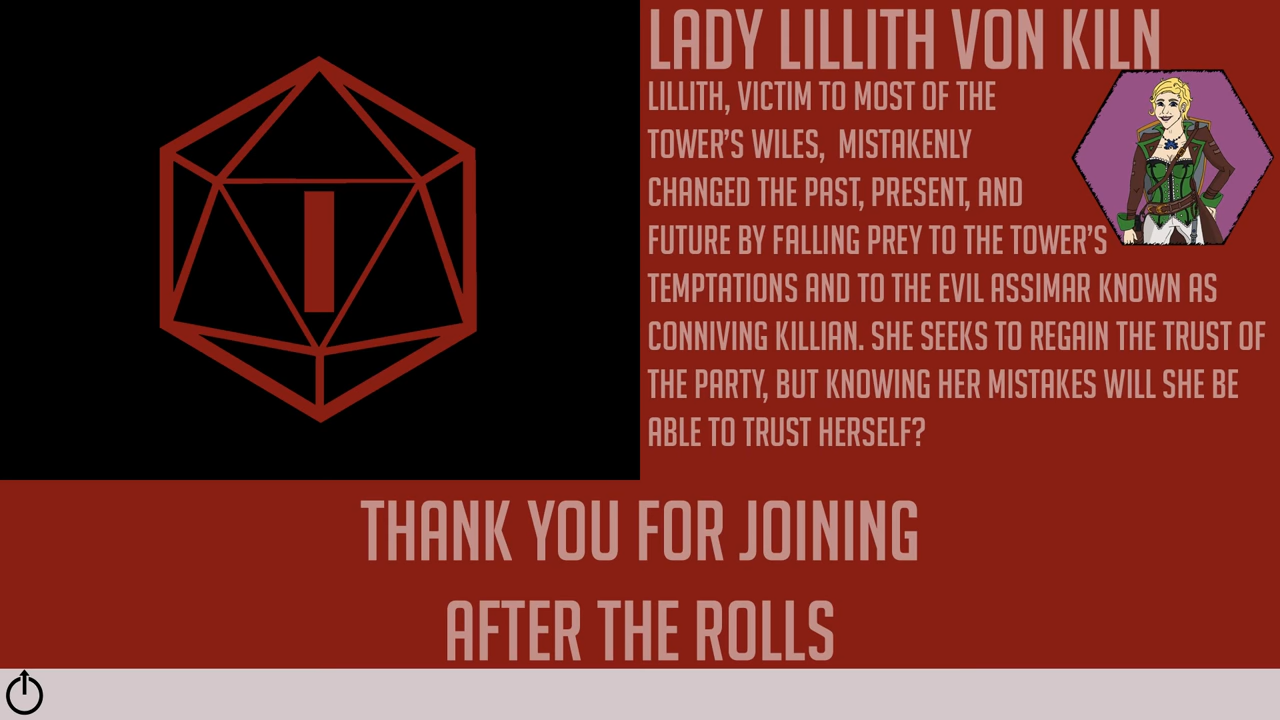 LADY LILLITH VON KILN
LILLITH, VICTIM TO MOST OF THE
TOWER'S WILES, MISTAKENLY
CHANGED THE PAST, PRESENT, AND
FUTURE BY FALLING PREY TO THE TOWER'S
TEMPTATIONS AND TO THE EVIL ASSIMAR KNOWN AS
CONNIVING KILLIAN. SHE SEEKS TO REGAIN THE TRUST OF
THE PARTY, BUT KNOWING HER MISTAKES WILL SHE BE
ABLE TO TRUST HERSELF?
I
THANK YOU FOR JOINING
AFTER THE ROLLS